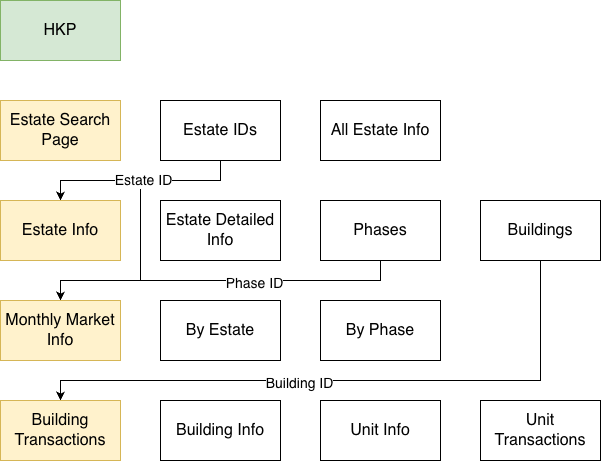 HKP
Estate Search
Page
Estate IDs
All Estate Info
Estate ID
Estate Info
Estate Detailed
Info
Phases
Buildings
Phase ID
Monthly Market
Info
By Estate
By Phase
Building ID
Building
Transactions
Building Info
Unit Info
Unit
Transactions